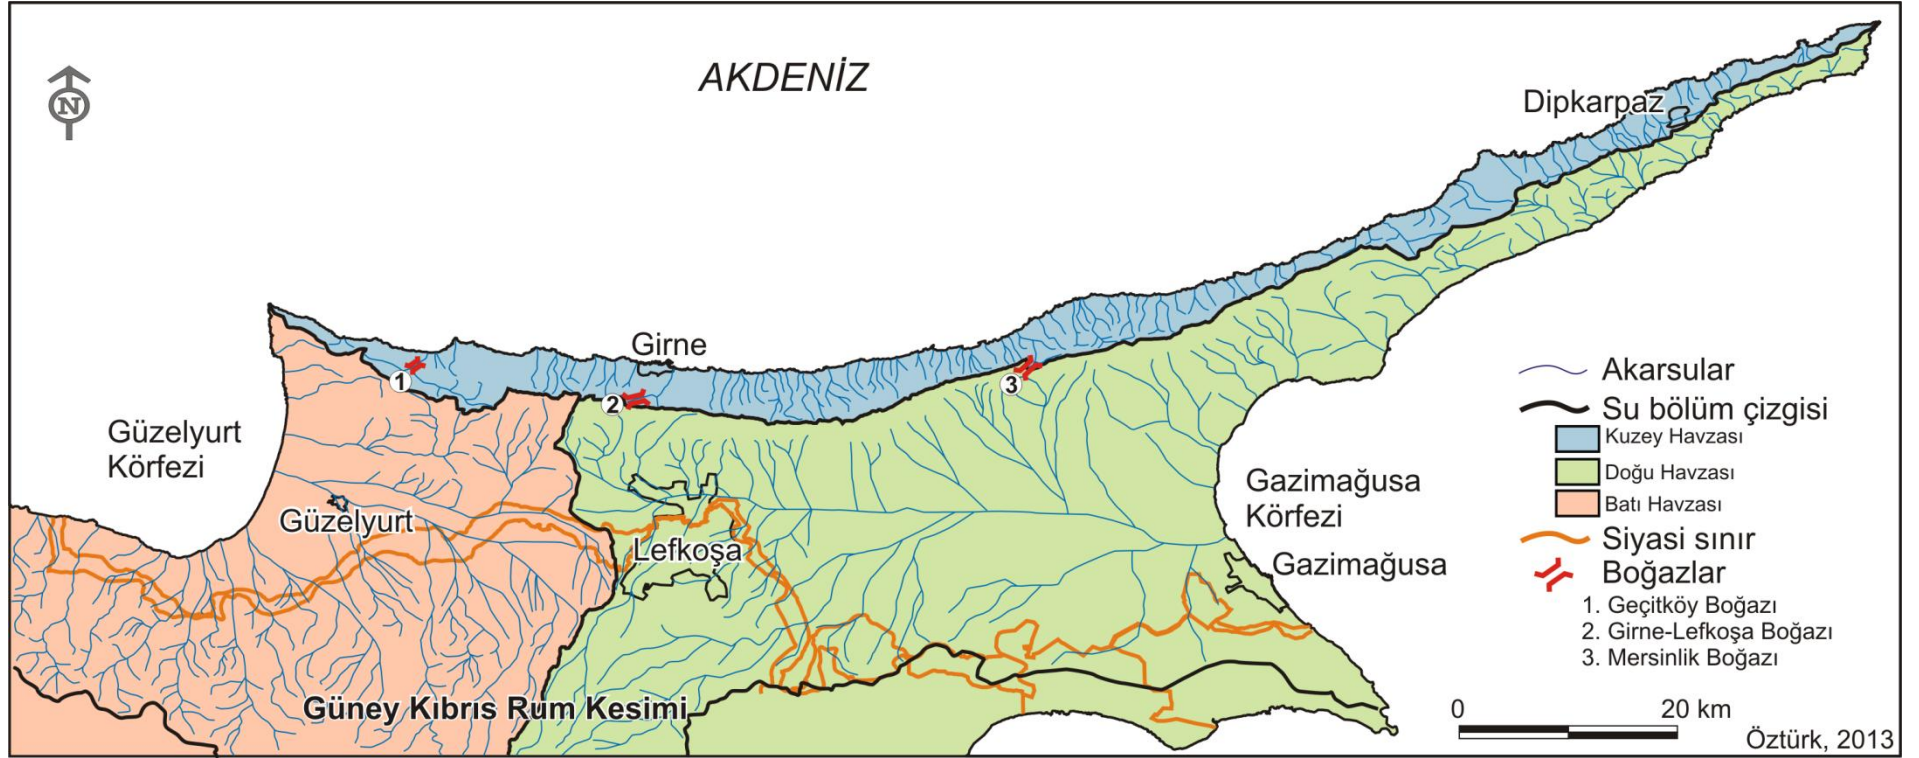 AKDENİZ
N
Dipkarpaz
Girne
1
2
3
Güzelyurt
Körfezi
Güzelyurt
Lefkoşa
Gazimağusa
Körfezi
Gazimağusa
Güney Kıbrıs Rum Kesimi
Akarsular
Su bölüm çizgisi
Kuzey Havzası
Doğu Havzası
Batı Havzası
Siyasi sınır
Boğazlar
1. Geçitköy Boğazı
2. Girne-Lefkoşa Boğazı
3. Mersinlik Boğazı
0 20 km
Öztürk, 2013